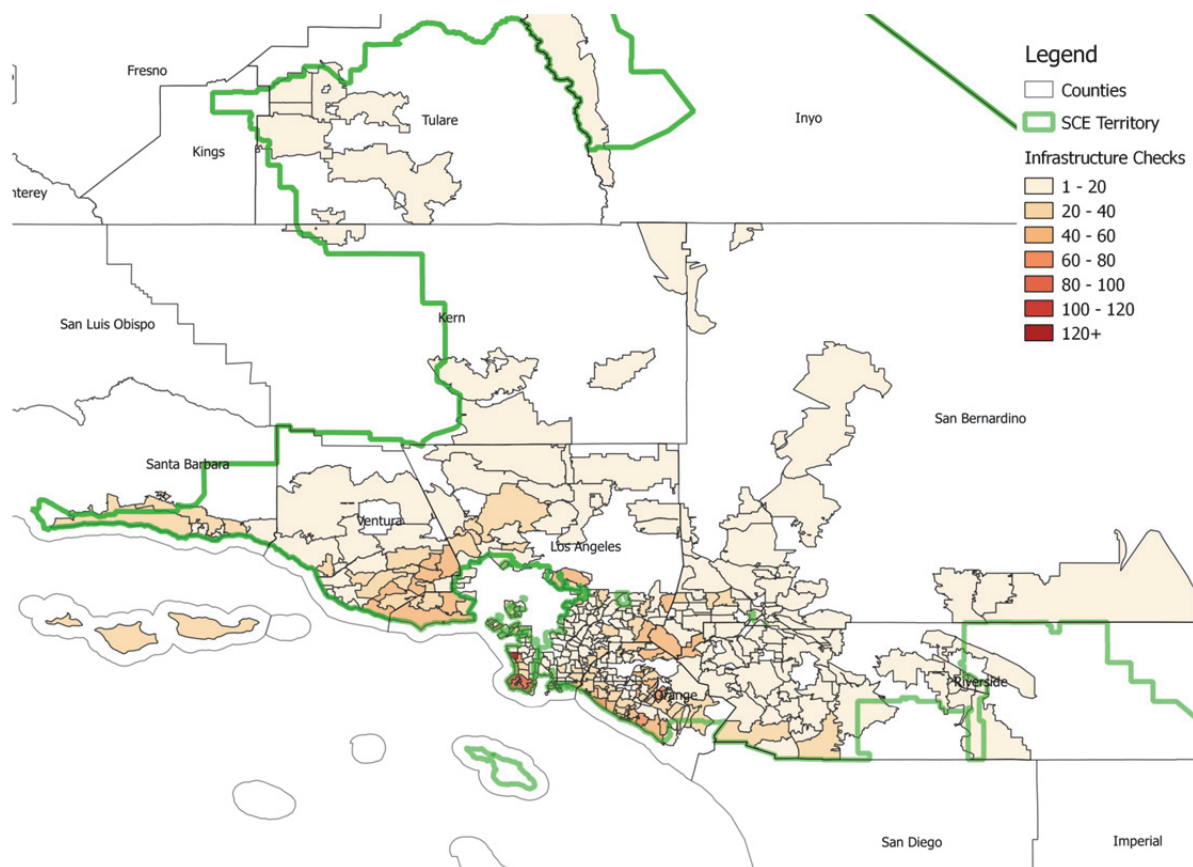 Legend
Counties
SCE Territory
Infrastructure Checks
1 - 20
20 - 40
40 - 60
60 - 80
80 - 100
100 - 120
120+
Fresno
Tulare
Inyo
Kings
nterey
San Luis Obispo
Kern
San Bernardino
Santa Barbara
Ventura
Los Angeles
Orange
Riverside
San Diego
Imperial